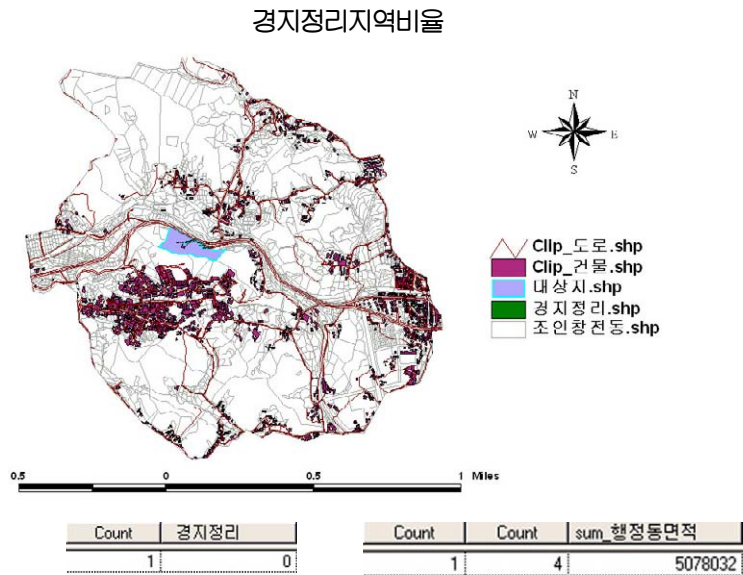 경지정리지역비율
N
W E
S
Clip_도로.shp
Clip_건물.shp
대상지.shp
경지정리.shp
조인창전동.shp
0.5 0 0.5 1 Miles
Count 경지정리
1 0
Count Count sum_행정동면적
1 4 5078032